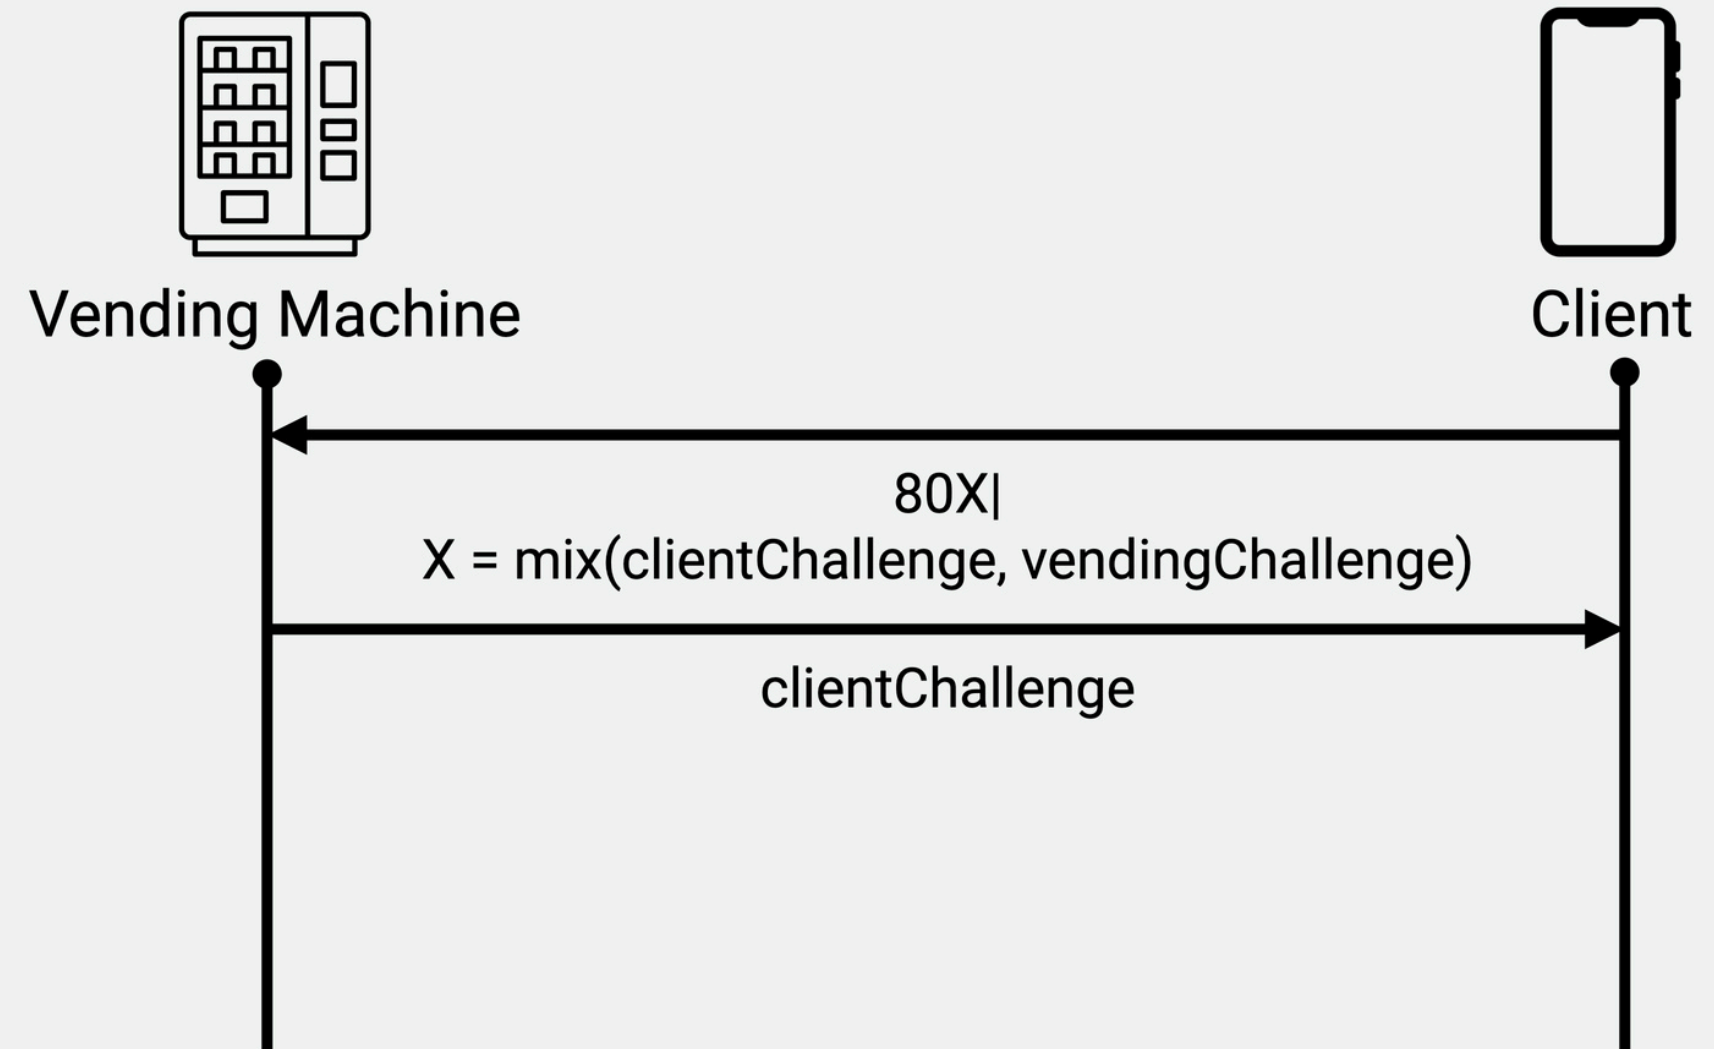 Vending Machine
Client
80X|
X = mix(clientChallenge, vendingChallenge)
clientChallenge